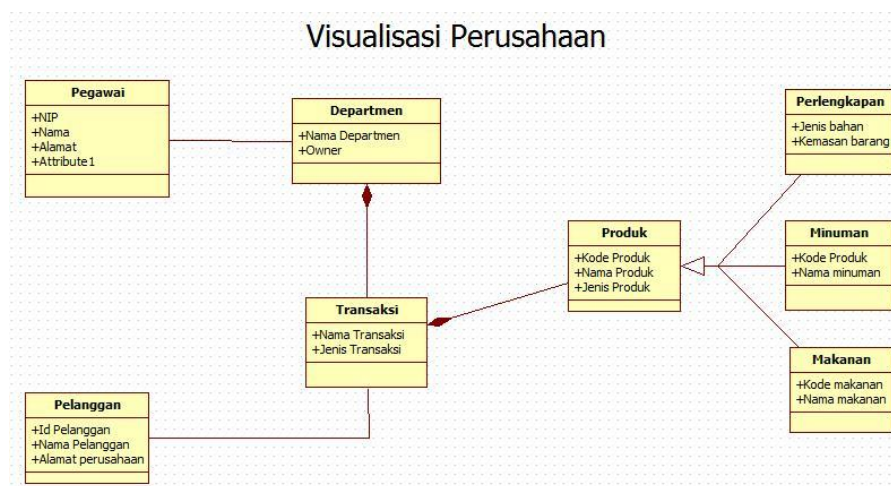 Visualisasi Perusahaan
Pegawai
+NIP
+Nama
+Alamat
+Attribute1
Departmen
+Nama Departmen
+Owner
Perlengkapan
+Jenis bahan
+Kemasan barang
Produk
+Kode Produk
+Nama Produk
+Jenis Produk
Minuman
+Kode Produk
+Nama minuman
Transaksi
+Nama Transaksi
+Jenis Transaksi
Makanan
+Kode makanan
+Nama makanan
Pelanggan
+Id Pelanggan
+Nama Pelanggan
+Alamat perusahaan